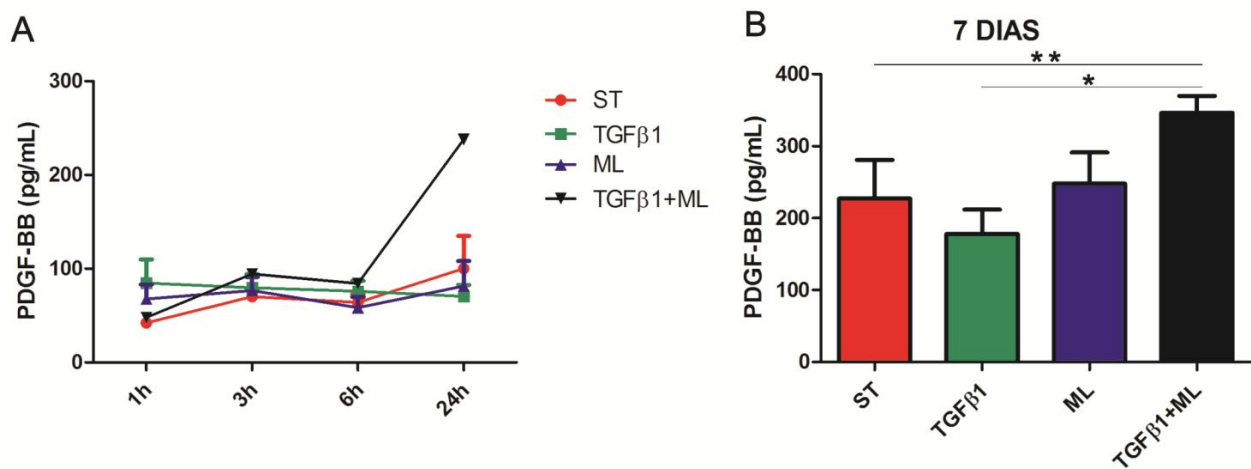 A
PDGF-BB (pg/mL)
300
200
100
0
1h
3h
6h
24h
ST
TGFβ1
ML
TGFβ1+ML
B
7 DIAS
**
*
PDGF-BB (pg/mL)
400
300
200
100
0
ST
TGFβ1
ML
TGFβ1+ML